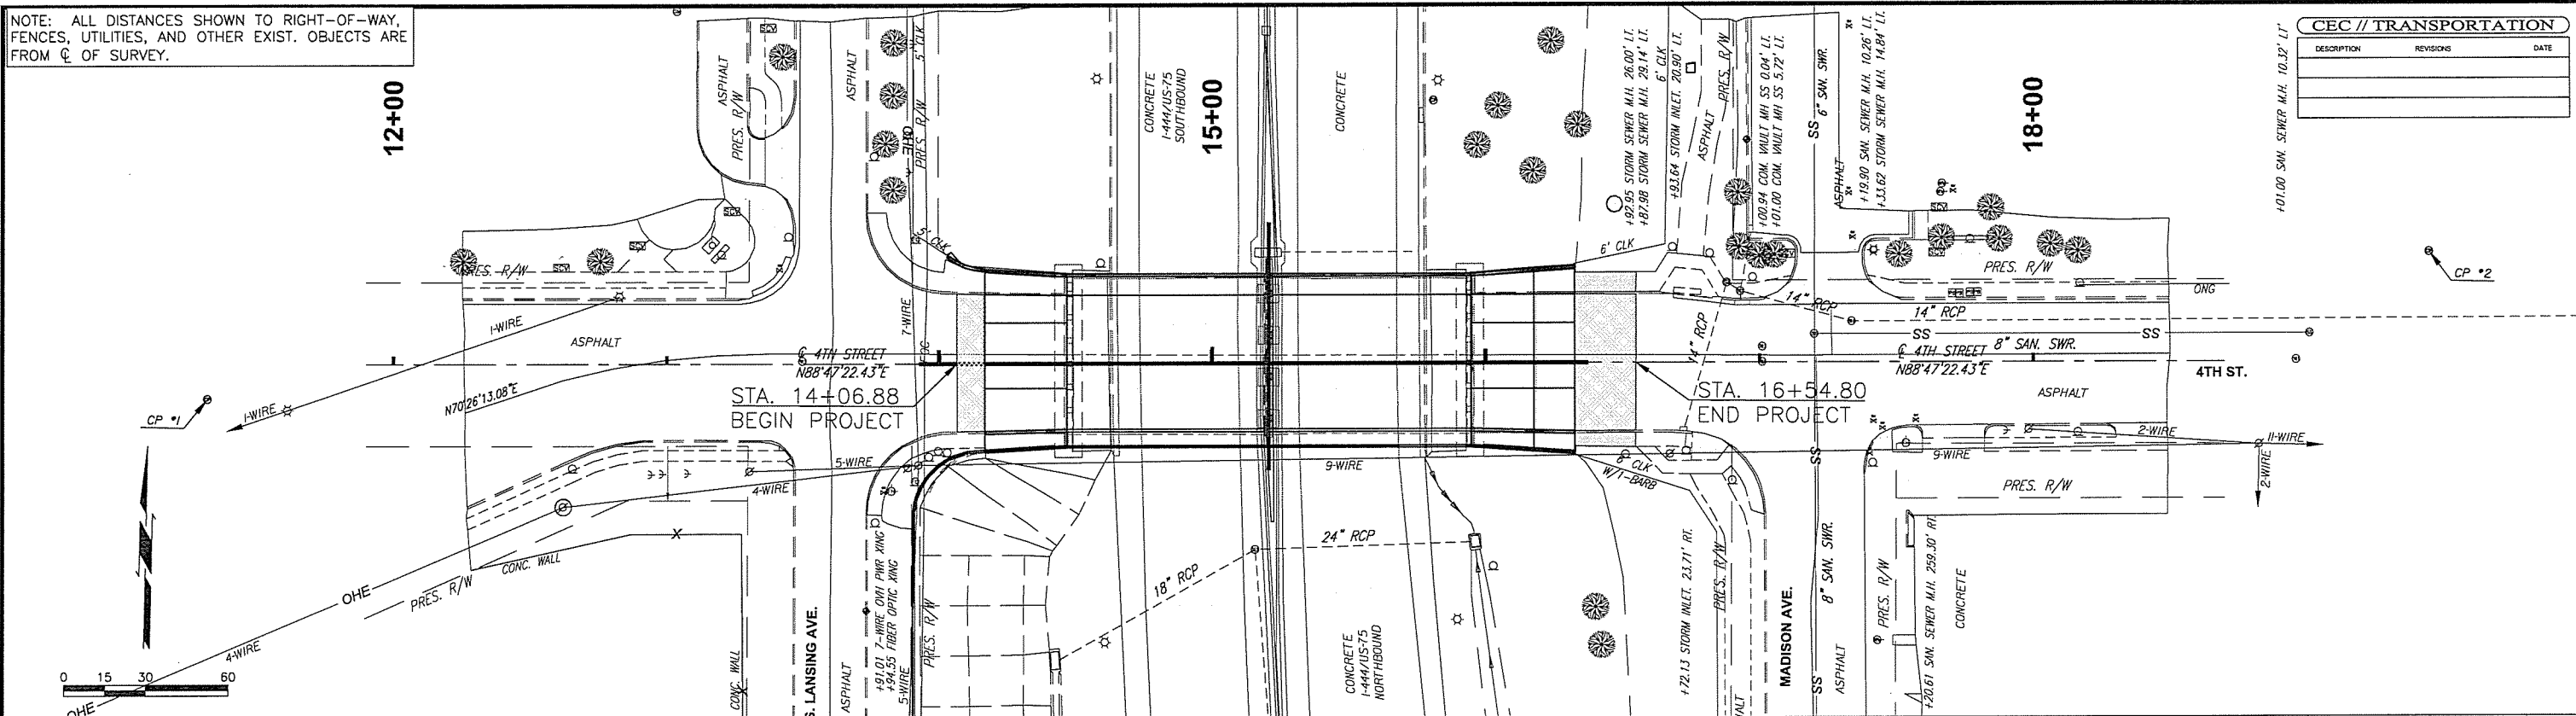 NOTE: ALL DISTANCES SHOWN TO RIGHT-OF-WAY,
FENCES, UTILITIES, AND OTHER EXIST. OBJECTS ARE
FROM ℄ OF SURVEY.
CEC // TRANSPORTATION
DESCRIPTION REVISIONS DATE
12+00
15+00
18+00
ASPHALT
PRES. R/W
ASPHALT
5' CLK
PRES. R/W
OHE
CONCRETE
I-444/US-75
SOUTHBOUND
CONCRETE
+92.95 STORM SEWER M.H. 26.00' LT.
+87.98 STORM SEWER M.H. 29.14' LT.
6' CLK
+93.64 STORM INLET. 20.90' LT.
ASPHALT
PRES. R/W
+00.94 COM. VAULT MH SS 0.04' LT.
+01.00 COM. VAULT MH SS 5.72' LT.
SS
6" SAN. SWR.
ASPHALT
+19.90 SAN. SEWER M.H. 10.26' LT.
+33.62 STORM SEWER M.H. 14.84' LT.
+01.00 SAN. SEWER M.H. 10.32' LT'
SCV
SCV
SCV
SCV
PRES. R/W
5' CLK
6' CLK
PRES. R/W
CP #2
ONG
1-WIRE
7-WIRE
FOC
14" RCP
14" RCP
14" RCP
ASPHALT
SS
SS
℄ 4TH STREET
N88°47'22.43"E
℄ 4TH STREET
8" SAN. SWR.
N88°47'22.43"E
4TH ST.
N70°26'13.08"E
STA. 14+06.88
BEGIN PROJECT
STA. 16+54.80
END PROJECT
ASPHALT
CP #1
1-WIRE
5-WIRE
4-WIRE
9-WIRE
6' CLK
W/1-BARB
SS
9-WIRE
2-WIRE
11-WIRE
2-WIRE
PRES. R/W
CONC. WALL
OHE
PRES. R/W
4-WIRE
0 15 30 60
OHE
CONC. WALL
S. LANSING AVE.
ASPHALT
+91.01 7-WIRE OVH PWR XING
+94.55 FIBER OPTIC XING
5-WIRE
PRES. R/W
18" RCP
24" RCP
CONCRETE
I-444/US-75
NORTHBOUND
+72.13 STORM INLET. 23.71' RT.
PRES. R/W
MADISON AVE.
SS
8" SAN. SWR.
ASPHALT
PRES. R/W
+20.61 SAN. SEWER M.H. 259.30' RT.
CONCRETE